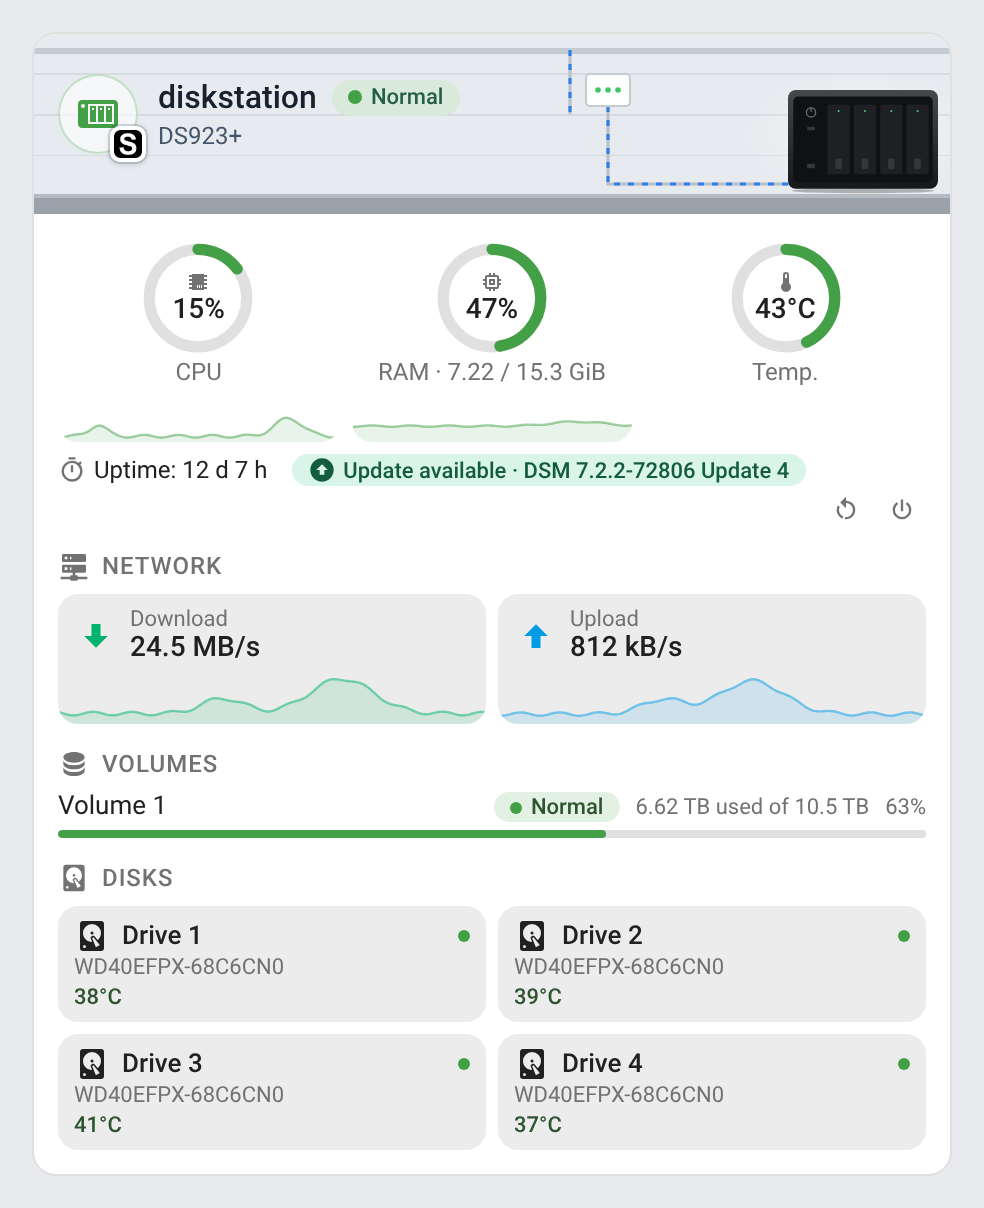 diskstation
Normal
S
DS923+
15%
47%
43°C
CPU
RAM · 7.22 / 15.3 GiB
Temp.
Uptime: 12 d 7 h
Update available · DSM 7.2.2-72806 Update 4
NETWORK
Download
24.5 MB/s
Upload
812 kB/s
VOLUMES
Volume 1
Normal
6.62 TB used of 10.5 TB
63%
DISKS
Drive 1
WD40EFPX-68C6CN0
38°C
Drive 2
WD40EFPX-68C6CN0
39°C
Drive 3
WD40EFPX-68C6CN0
41°C
Drive 4
WD40EFPX-68C6CN0
37°C